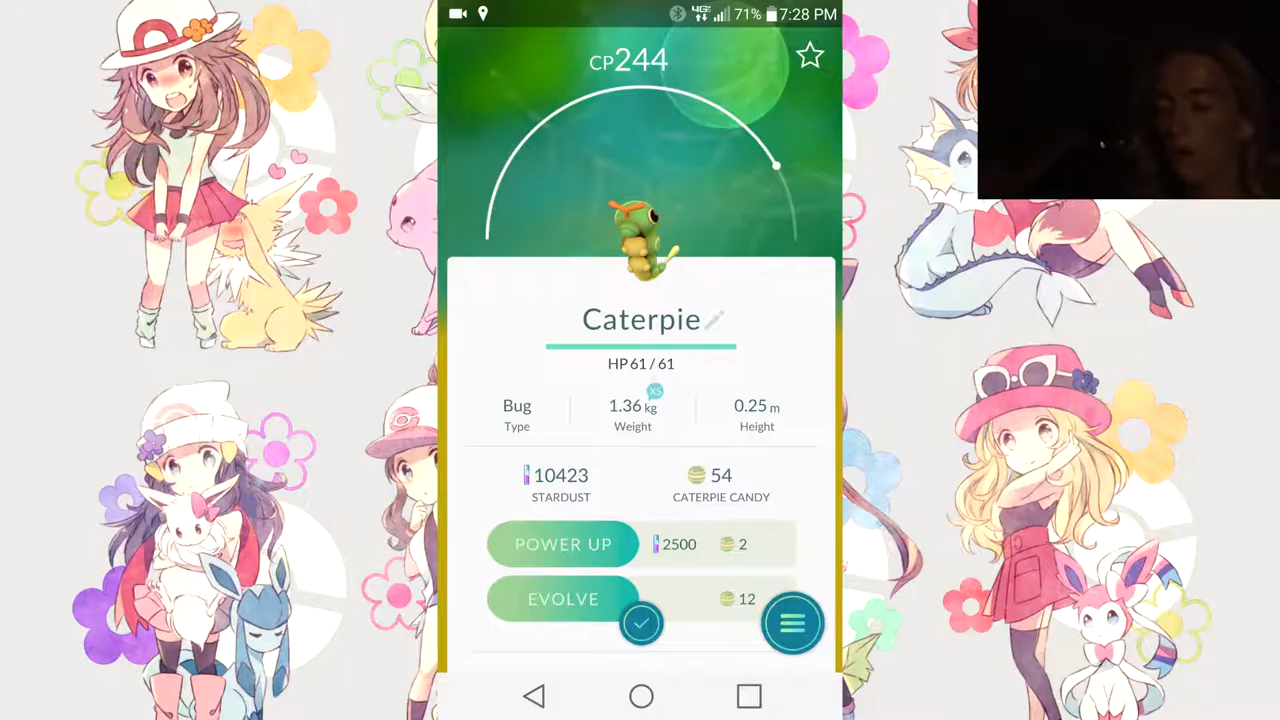 4G 71% 7:28 PM
CP244
Caterpie
HP 61 / 61
XS
Bug 1.36 kg 0.25 m
Type Weight Height
10423 54
STARDUST CATERPIE CANDY
POWER UP 2500 2
EVOLVE 12